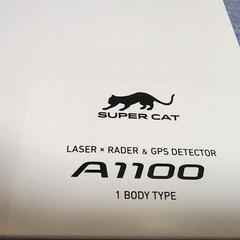 SUPER CAT
LASER × RADER & GPS DETECTOR
A1100
1 BODY TYPE